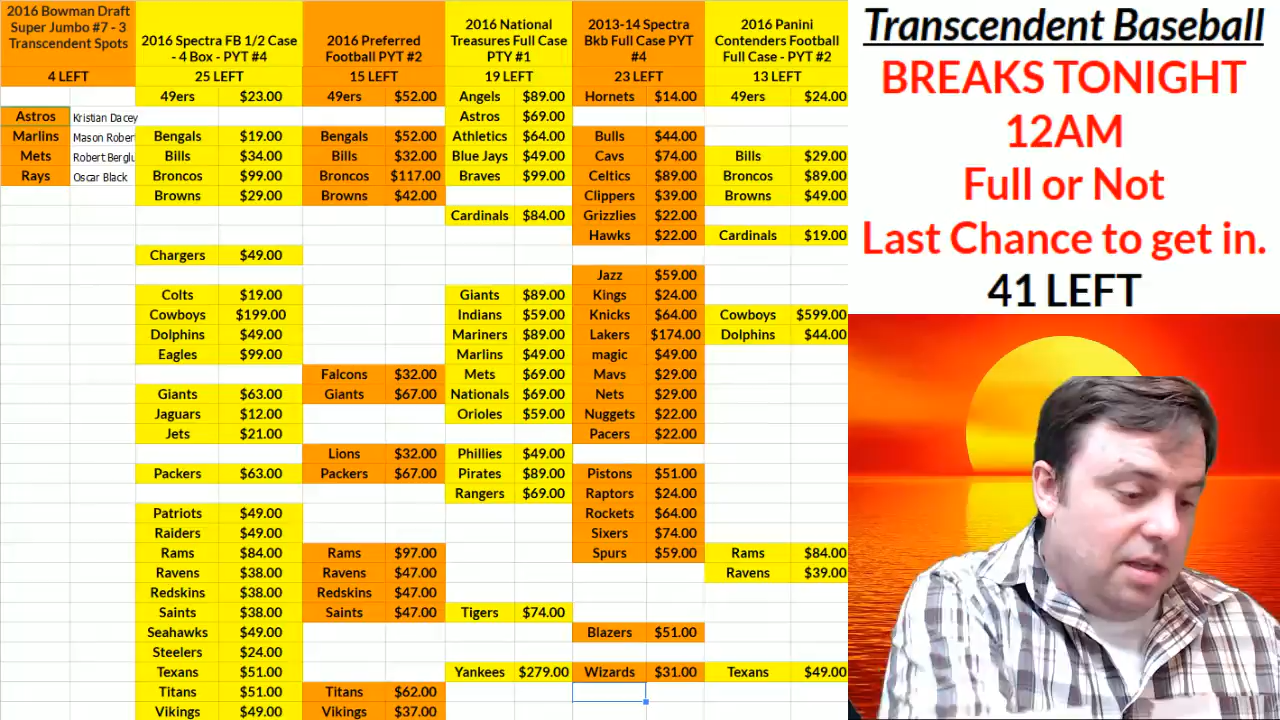 2016 Bowman Draft
Super Jumbo #7 - 3
Transcendent Spots
2016 Spectra FB 1/2 Case
- 4 Box - PYT #4
2016 Preferred
Football PYT #2
2016 National
Treasures Full Case
PTY #1
2013-14 Spectra
Bkb Full Case PYT
#4
2016 Panini
Contenders Football
Full Case - PYT #2
4 LEFT 25 LEFT 15 LEFT 19 LEFT 23 LEFT 13 LEFT
49ers $23.00 49ers $52.00 Angels $89.00 Hornets $14.00 49ers $24.00
Astros Kristian Dacey Astros $69.00
Marlins Mason Rober Bengals $19.00 Bengals $52.00 Athletics $64.00 Bulls $44.00
Mets Robert Berglu Bills $34.00 Bills $32.00 Blue Jays $49.00 Cavs $74.00 Bills $29.00
Rays Oscar Black Broncos $99.00 Broncos $117.00 Braves $99.00 Celtics $89.00 Broncos $89.00
Browns $29.00 Browns $42.00 Clippers $39.00 Browns $49.00
Cardinals $84.00 Grizzlies $22.00
Hawks $22.00 Cardinals $19.00
Chargers $49.00
Jazz $59.00
Colts $19.00 Giants $89.00 Kings $24.00
Cowboys $199.00 Indians $59.00 Knicks $64.00 Cowboys $599.00
Dolphins $49.00 Mariners $89.00 Lakers $174.00 Dolphins $44.00
Eagles $99.00 Marlins $49.00 magic $49.00
Falcons $32.00 Mets $69.00 Mavs $29.00
Giants $63.00 Giants $67.00 Nationals $69.00 Nets $29.00
Jaguars $12.00 Orioles $59.00 Nuggets $22.00
Jets $21.00 Pacers $22.00
Lions $32.00 Phillies $49.00
Packers $63.00 Packers $67.00 Pirates $89.00 Pistons $51.00
Rangers $69.00 Raptors $24.00
Patriots $49.00 Rockets $64.00
Raiders $49.00 Sixers $74.00
Rams $84.00 Rams $97.00 Spurs $59.00 Rams $84.00
Ravens $38.00 Ravens $47.00 Ravens $39.00
Redskins $38.00 Redskins $47.00
Saints $38.00 Saints $47.00 Tigers $74.00
Seahawks $49.00 Blazers $51.00
Steelers $24.00
Texans $51.00 Yankees $279.00 Wizards $31.00 Texans $49.00
Titans $51.00 Titans $62.00
Vikings $49.00 Vikings $37.00
Transcendent Baseball
BREAKS TONIGHT
12AM
Full or Not
Last Chance to get in.
41 LEFT